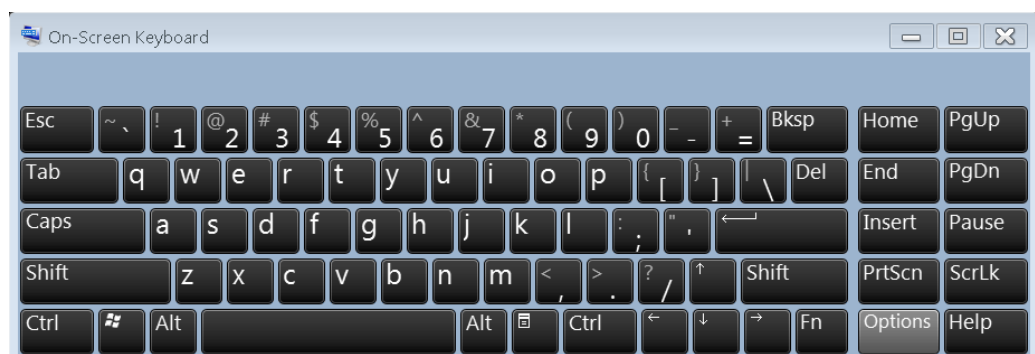 On-Screen Keyboard
Esc ~ ` ! 1 @ 2 # 3 $ 4 % 5 ^ 6 & 7 * 8 ( 9 ) 0 _ - + = Bksp Home PgUp
Tab q w e r t y u i o p { [ } ] | \ Del End PgDn
Caps a s d f g h j k l : ; " ' Insert Pause
Shift z x c v b n m < , > . ? / ↑ Shift PrtScn ScrLk
Ctrl Alt Alt Ctrl ← ↓ → Fn Options Help